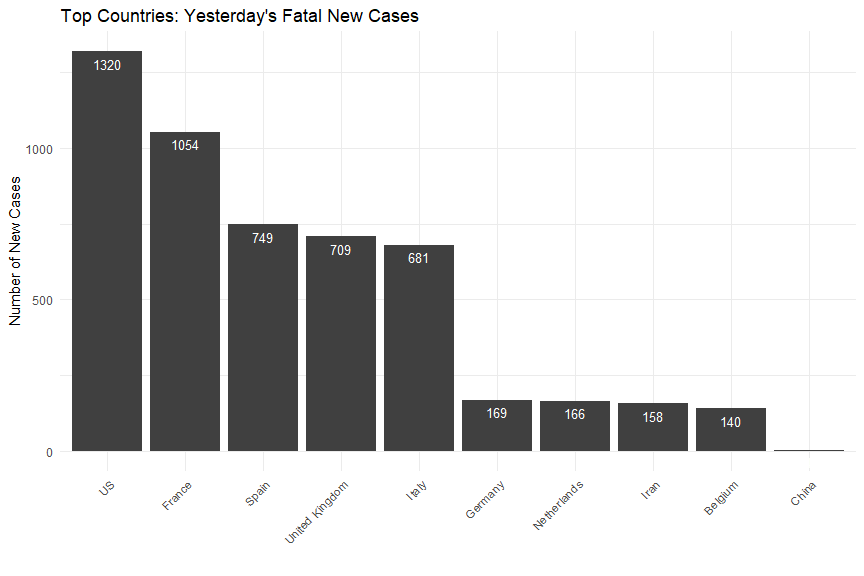 Top Countries: Yesterday's Fatal New Cases
Number of New Cases
1000
500
0
1320
1054
749
709
681
169
166
158
140
US
France
Spain
United Kingdom
Italy
Germany
Netherlands
Iran
Belgium
China